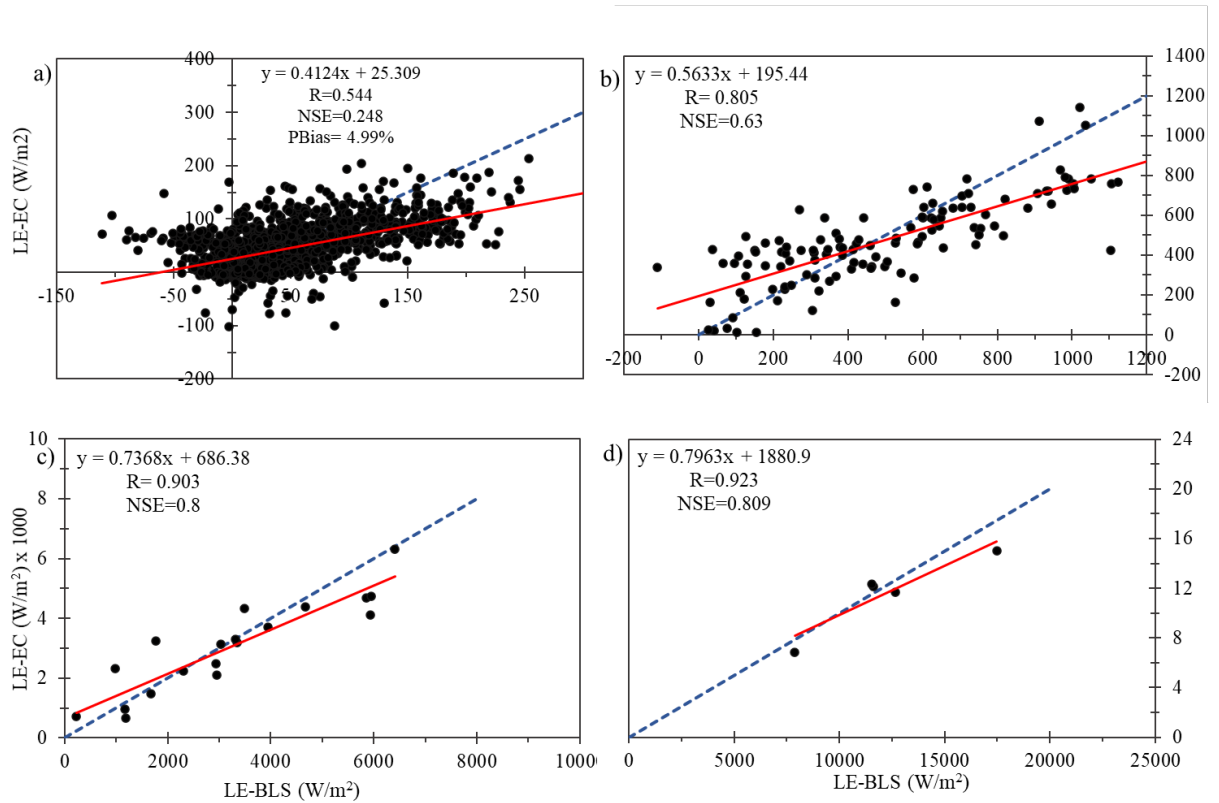 a)
y = 0.4124x + 25.309
R=0.544
NSE=0.248
PBias= 4.99%
400
300
200
100
-100
-200
-150
-50
50
150
250
LE-EC (W/m2)
b)
y = 0.5633x + 195.44
R= 0.805
NSE=0.63
1400
1200
1000
800
600
400
200
0
-200
-200
0
200
400
600
800
1000
1200
c)
y = 0.7368x + 686.38
R= 0.903
NSE=0.8
10
8
6
4
2
0
0
2000
4000
6000
8000
1000
LE-EC (W/m²) x 1000
LE-BLS (W/m²)
d)
y = 0.7963x + 1880.9
R=0.923
NSE=0.809
24
20
16
12
8
4
0
0
5000
10000
15000
20000
25000
LE-BLS (W/m²)